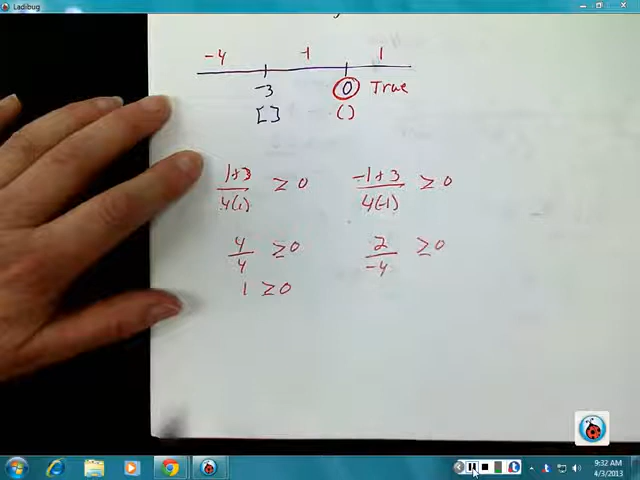 Ladibug
-4 -1 1
-3 0 True
[ ] ( )
1+3/4(1) ≥ 0 -1+3/4(-1) ≥ 0
4/4 ≥ 0 2/-4 ≥ 0
1 ≥ 0
9:32 AM
4/3/2013